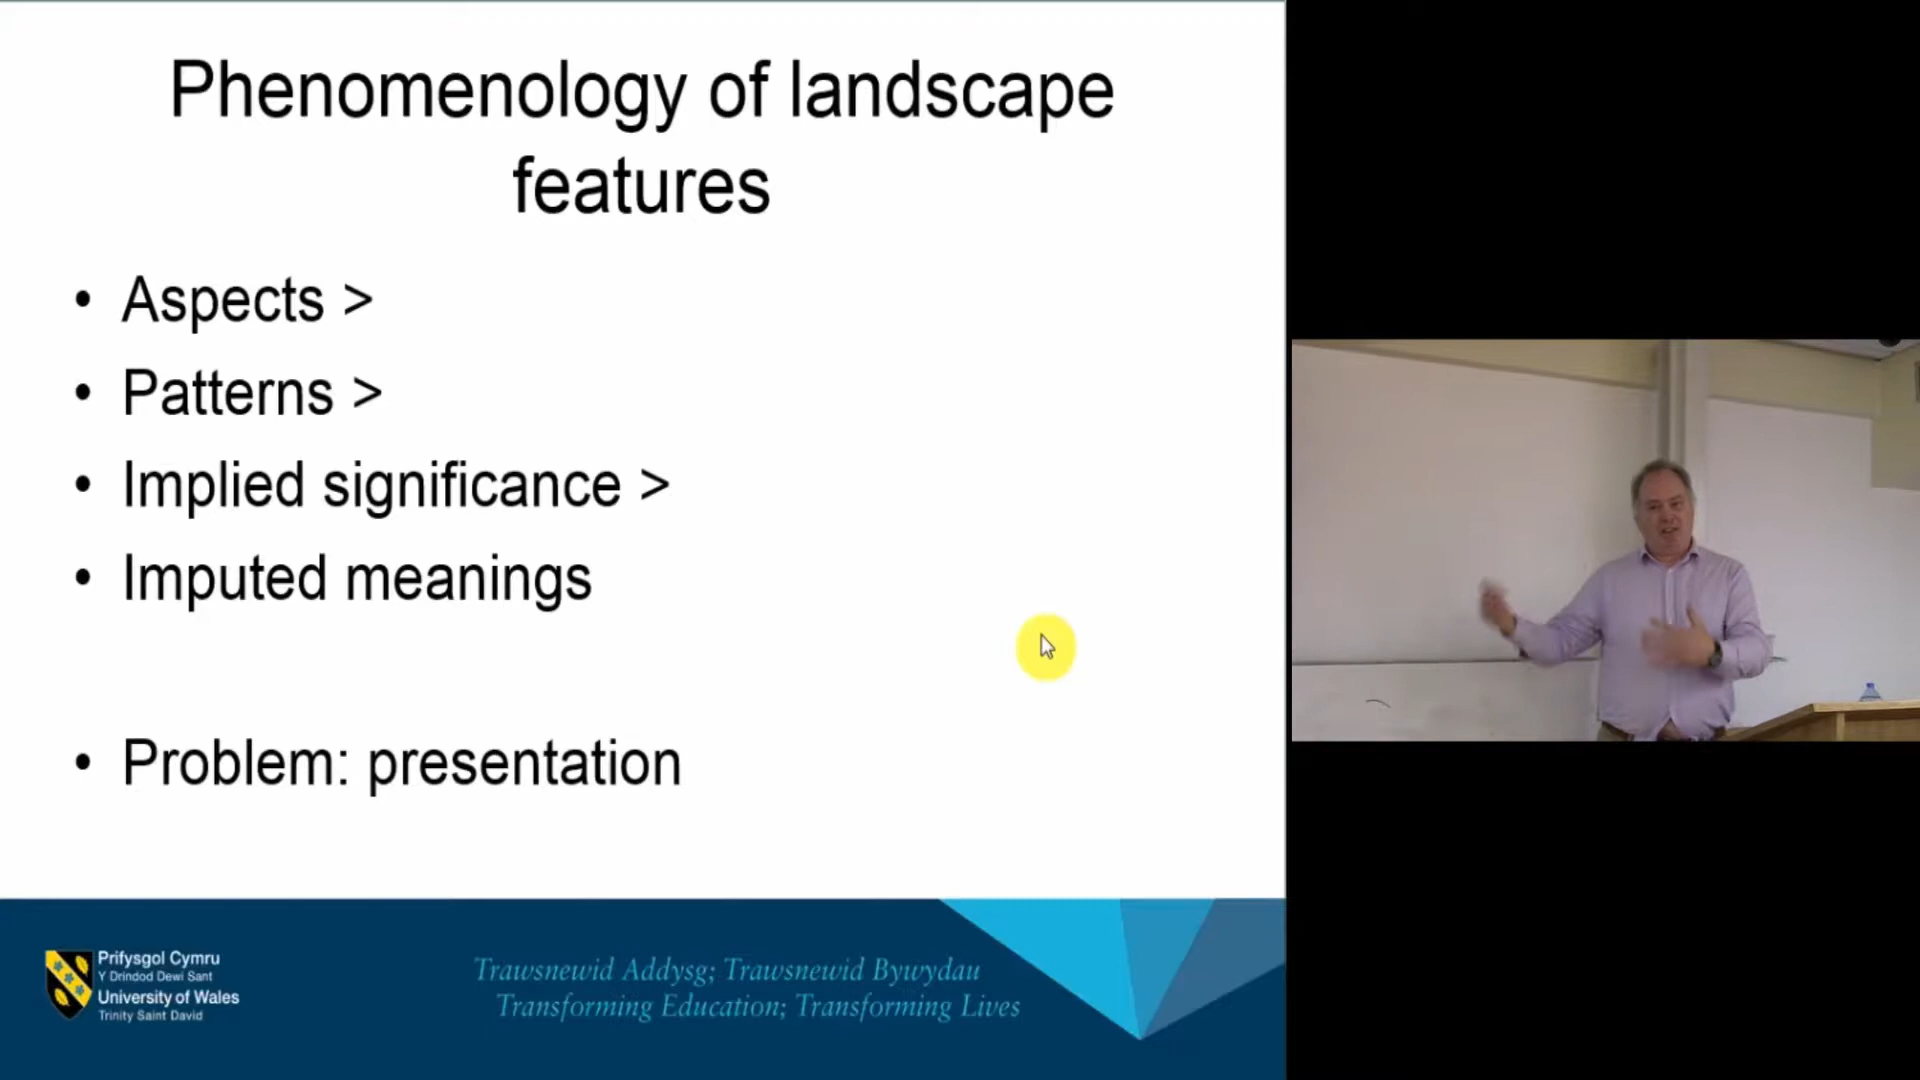 Phenomenology of landscape
features
• Aspects >
• Patterns >
• Implied significance >
• Imputed meanings
• Problem: presentation
Prifysgol Cymru
Y Drindod Dewi Sant
University of Wales
Trinity Saint David
Trawsnewid Addysg; Trawsnewid Bywydau
Transforming Education; Transforming Lives